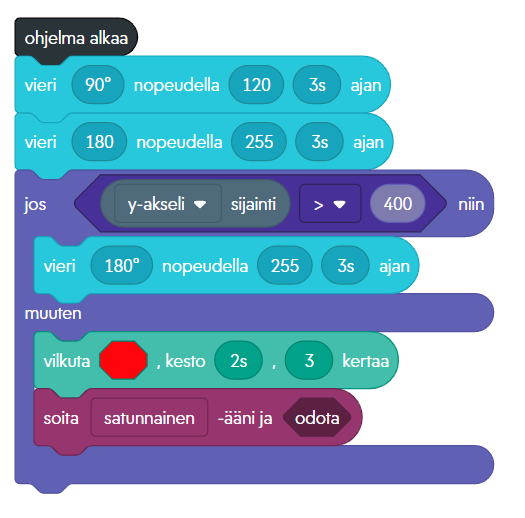 ohjelma alkaa
vieri 90° nopeudella 120 3s ajan
vieri 180 nopeudella 255 3s ajan
jos y-akseli sijainti > 400 niin
vieri 180° nopeudella 255 3s ajan
muuten
vilkuta , kesto 2s , 3 kertaa
soita satunnainen -ääni ja odota